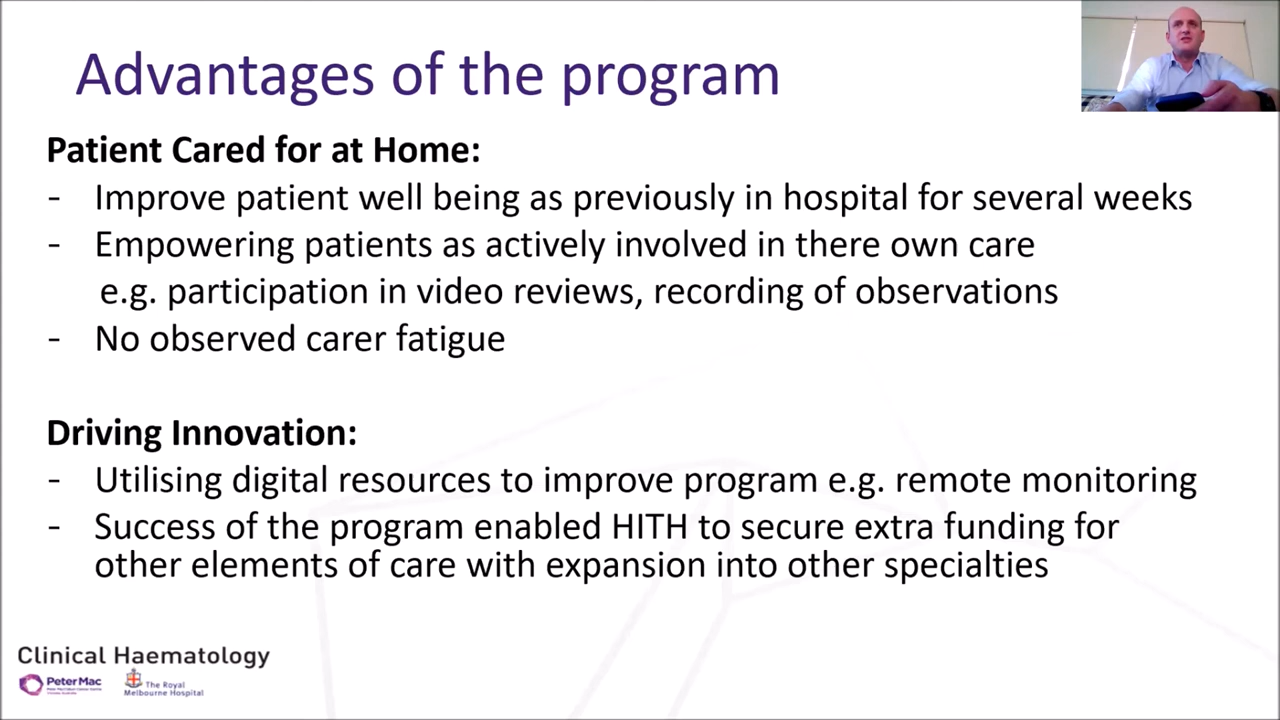 Advantages of the program
Patient Cared for at Home:
- Improve patient well being as previously in hospital for several weeks
- Empowering patients as actively involved in there own care
e.g. participation in video reviews, recording of observations
- No observed carer fatigue
Driving Innovation:
- Utilising digital resources to improve program e.g. remote monitoring
- Success of the program enabled HITH to secure extra funding for
other elements of care with expansion into other specialties
Clinical Haematology
Peter Mac
The Royal
Melbourne Hospital